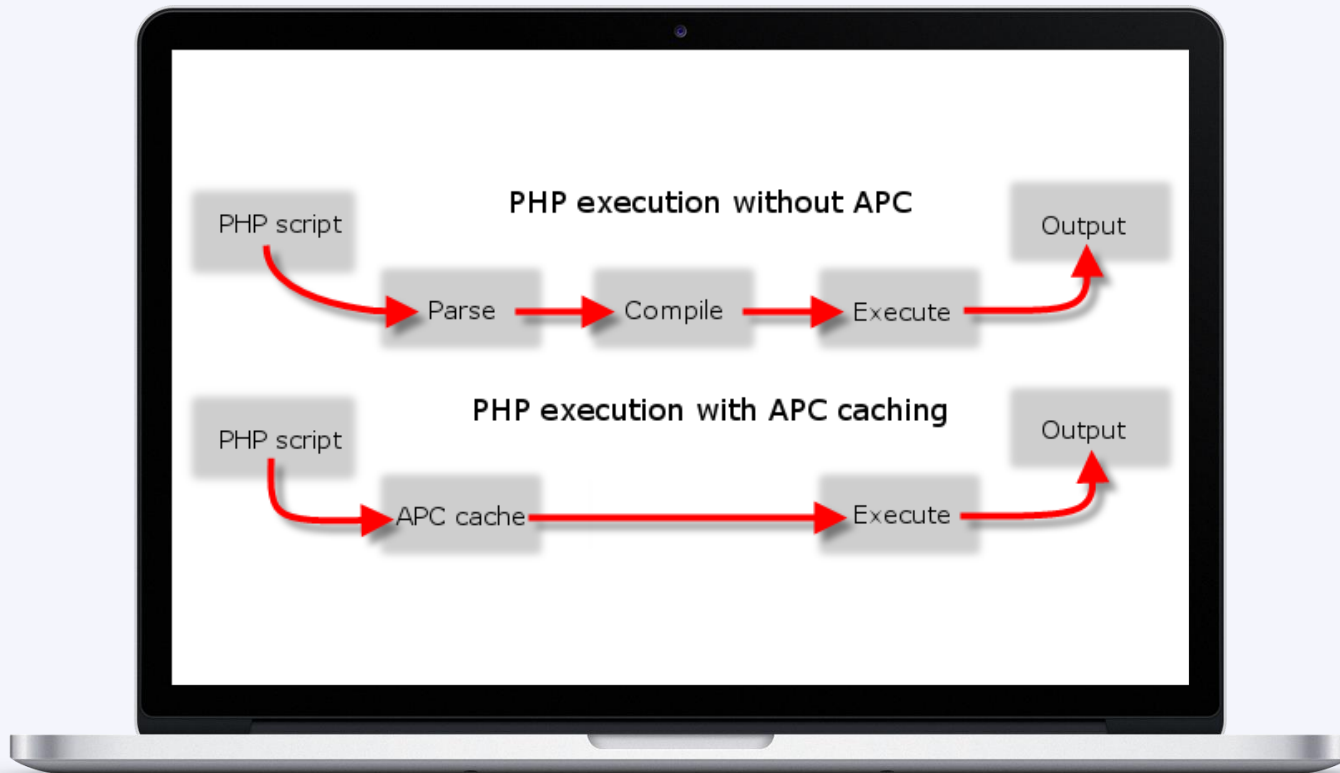 PHP execution without APC
PHP script
Output
Parse
Compile
Execute
PHP execution with APC caching
PHP script
Output
APC cache
Execute